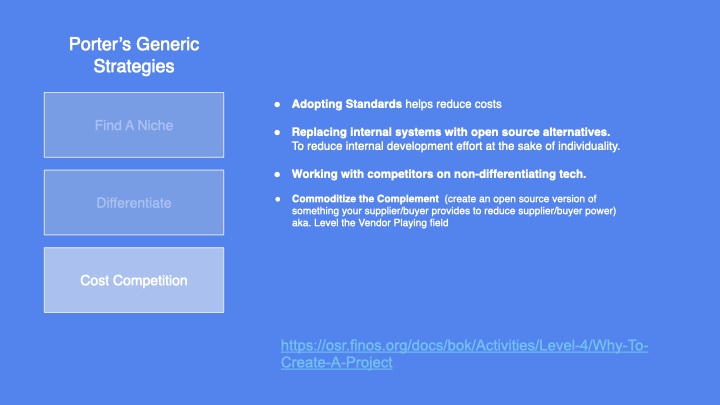 Porter's Generic
Strategies
Find A Niche
Differentiate
Cost Competition
● Adopting Standards helps reduce costs
● Replacing internal systems with open source alternatives.
To reduce internal development effort at the sake of individuality.
● Working with competitors on non-differentiating tech.
● Commoditize the Complement (create an open source version of
something your supplier/buyer provides to reduce supplier/buyer power)
aka. Level the Vendor Playing field
https://osr.finos.org/docs/bok/Activities/Level-4/Why-To-
Create-A-Project